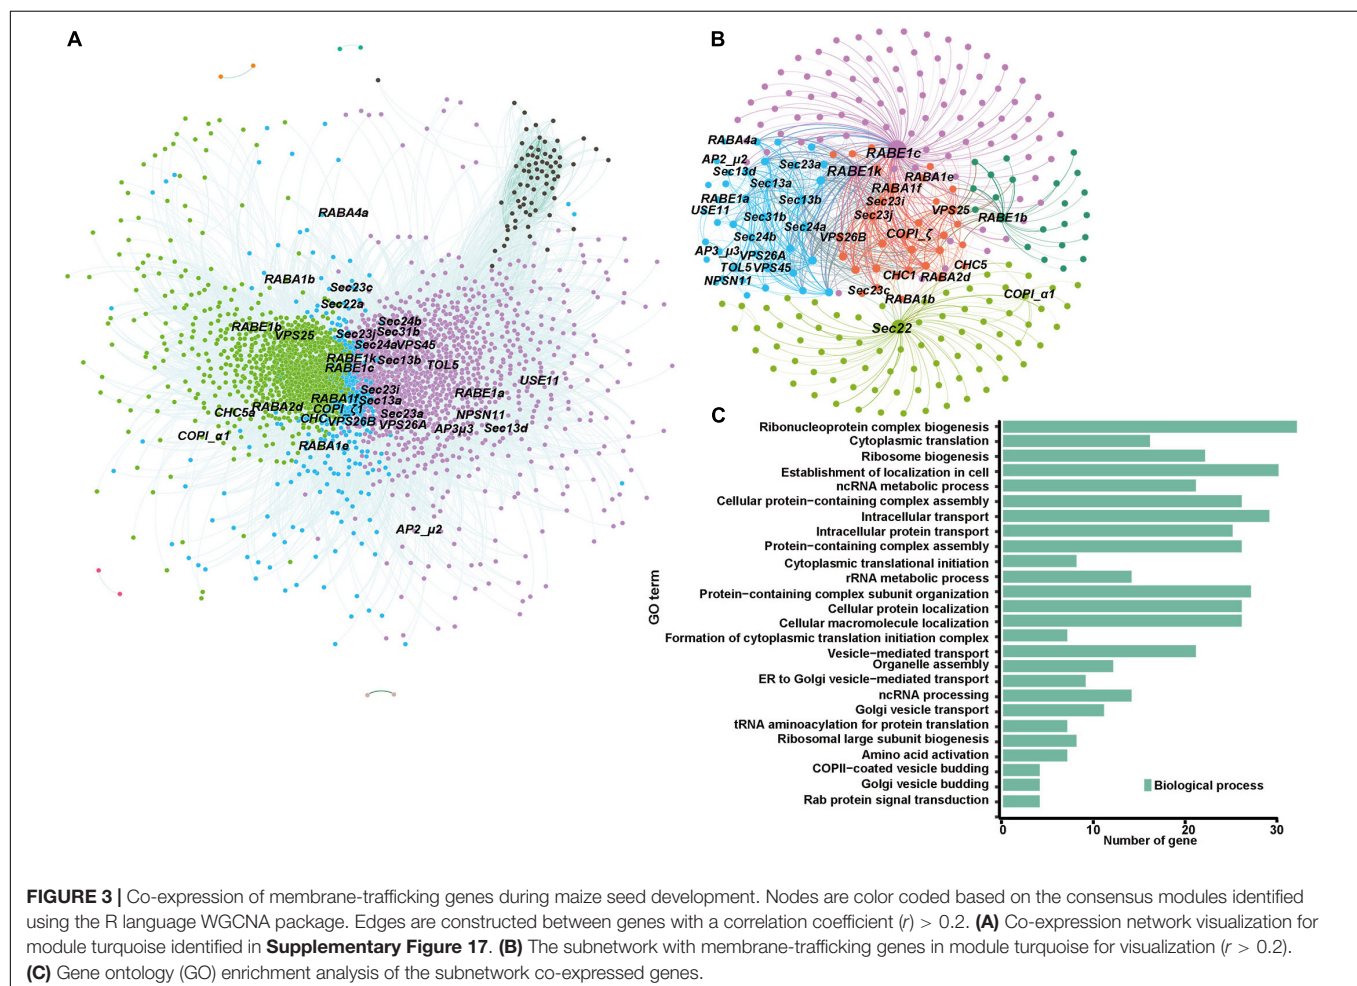 A
RABA4a
RABA1b
Sec23c
Sec22a
RABE1b
VPS25
Sec24b
Sec23j
Sec31b
Sec24a
VPS45
RABE1k
Sec13b
RABE1c
TOL5
USE11
Sec23i
RABE1a
RABA1f
Sec13a
RABA2d
COPI_ζ1
CHC5a
Sec23a
NPSN11
CHC
VPS26B
VPS26A
AP3μ3
Sec13d
COPI_α1
RABA1e
AP2_μ2
B
RABA4a
RABE1c
AP2_μ2
Sec23a
Sec13d
RABE1k
Sec13a
RABA1e
RABA1f
RABE1a
Sec13b
Sec23i
USE11
Sec31b
Sec23j
VPS25
RABE1b
Sec24a
Sec24b
VPS26B
COPI_ζ
AP3_μ3
VPS26A
TOL5
VPS45
CHC5
NPSN11
CHC1
RABA2d
Sec23c
RABA1b
COPI_α1
Sec22
C
GO term
Ribonucleoprotein complex biogenesis
Cytoplasmic translation
Ribosome biogenesis
Establishment of localization in cell
ncRNA metabolic process
Cellular protein−containing complex assembly
Intracellular transport
Intracellular protein transport
Protein−containing complex assembly
Cytoplasmic translational initiation
rRNA metabolic process
Protein−containing complex subunit organization
Cellular protein localization
Cellular macromolecule localization
Formation of cytoplasmic translation initiation complex
Vesicle−mediated transport
Organelle assembly
ER to Golgi vesicle−mediated transport
ncRNA processing
Golgi vesicle transport
tRNA aminoacylation for protein translation
Ribosomal large subunit biogenesis
Amino acid activation
COPII−coated vesicle budding
Golgi vesicle budding
Rab protein signal transduction
Biological process
0 10 20 30
Number of gene
FIGURE 3 | Co-expression of membrane-trafficking genes during maize seed development. Nodes are color coded based on the consensus modules identified
using the R language WGCNA package. Edges are constructed between genes with a correlation coefficient (r) > 0.2. (A) Co-expression network visualization for
module turquoise identified in Supplementary Figure 17. (B) The subnetwork with membrane-trafficking genes in module turquoise for visualization (r > 0.2).
(C) Gene ontology (GO) enrichment analysis of the subnetwork co-expressed genes.